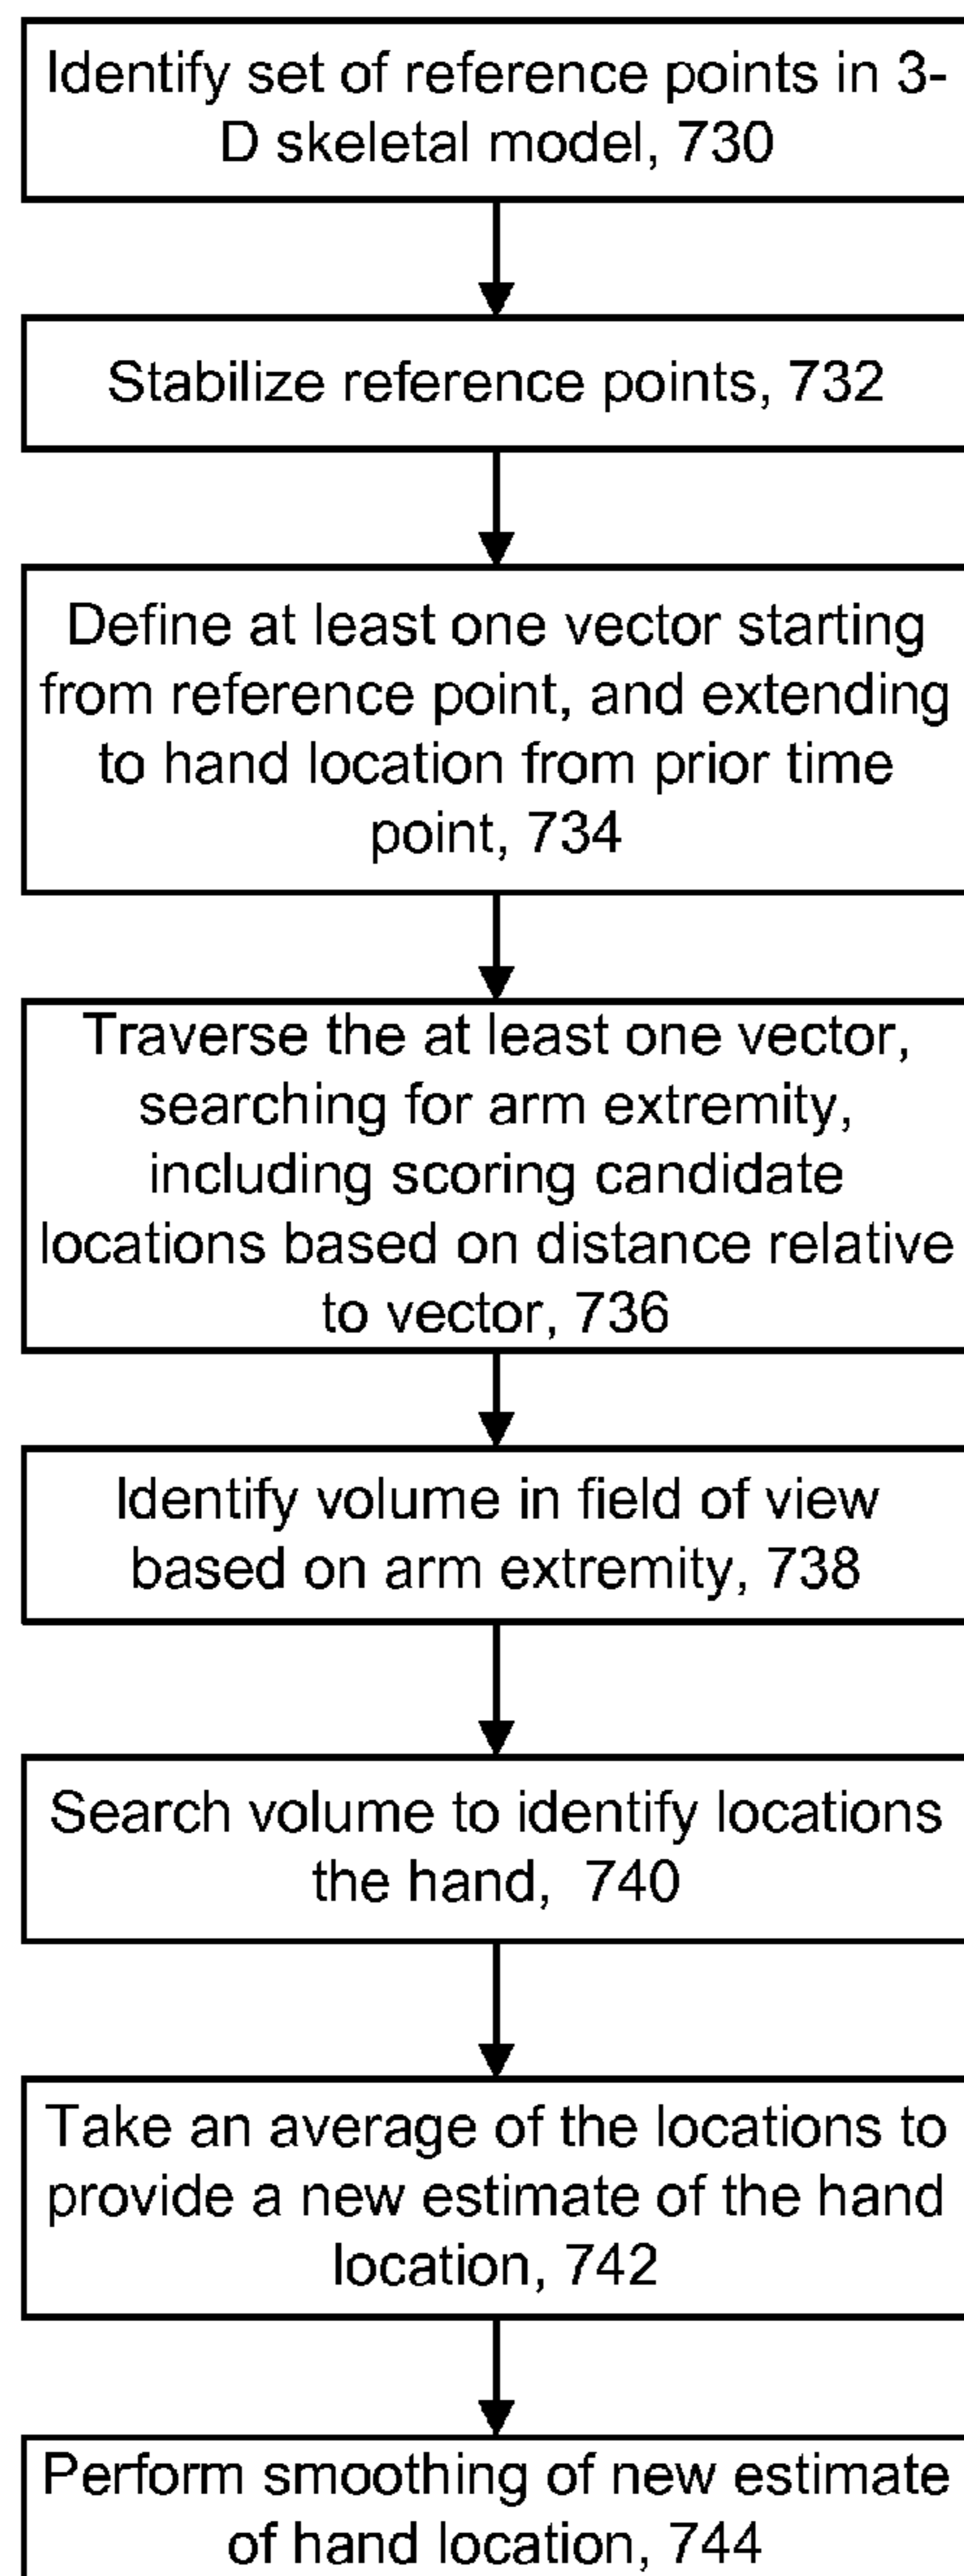 Identify set of reference points in 3-
D skeletal model, 730
Stabilize reference points, 732
Define at least one vector starting
from reference point, and extending
to hand location from prior time
point, 734
Traverse the at least one vector,
searching for arm extremity,
including scoring candidate
locations based on distance relative
to vector, 736
Identify volume in field of view
based on arm extremity, 738
Search volume to identify locations
the hand, 740
Take an average of the locations to
provide a new estimate of the hand
location, 742
Perform smoothing of new estimate
of hand location, 744